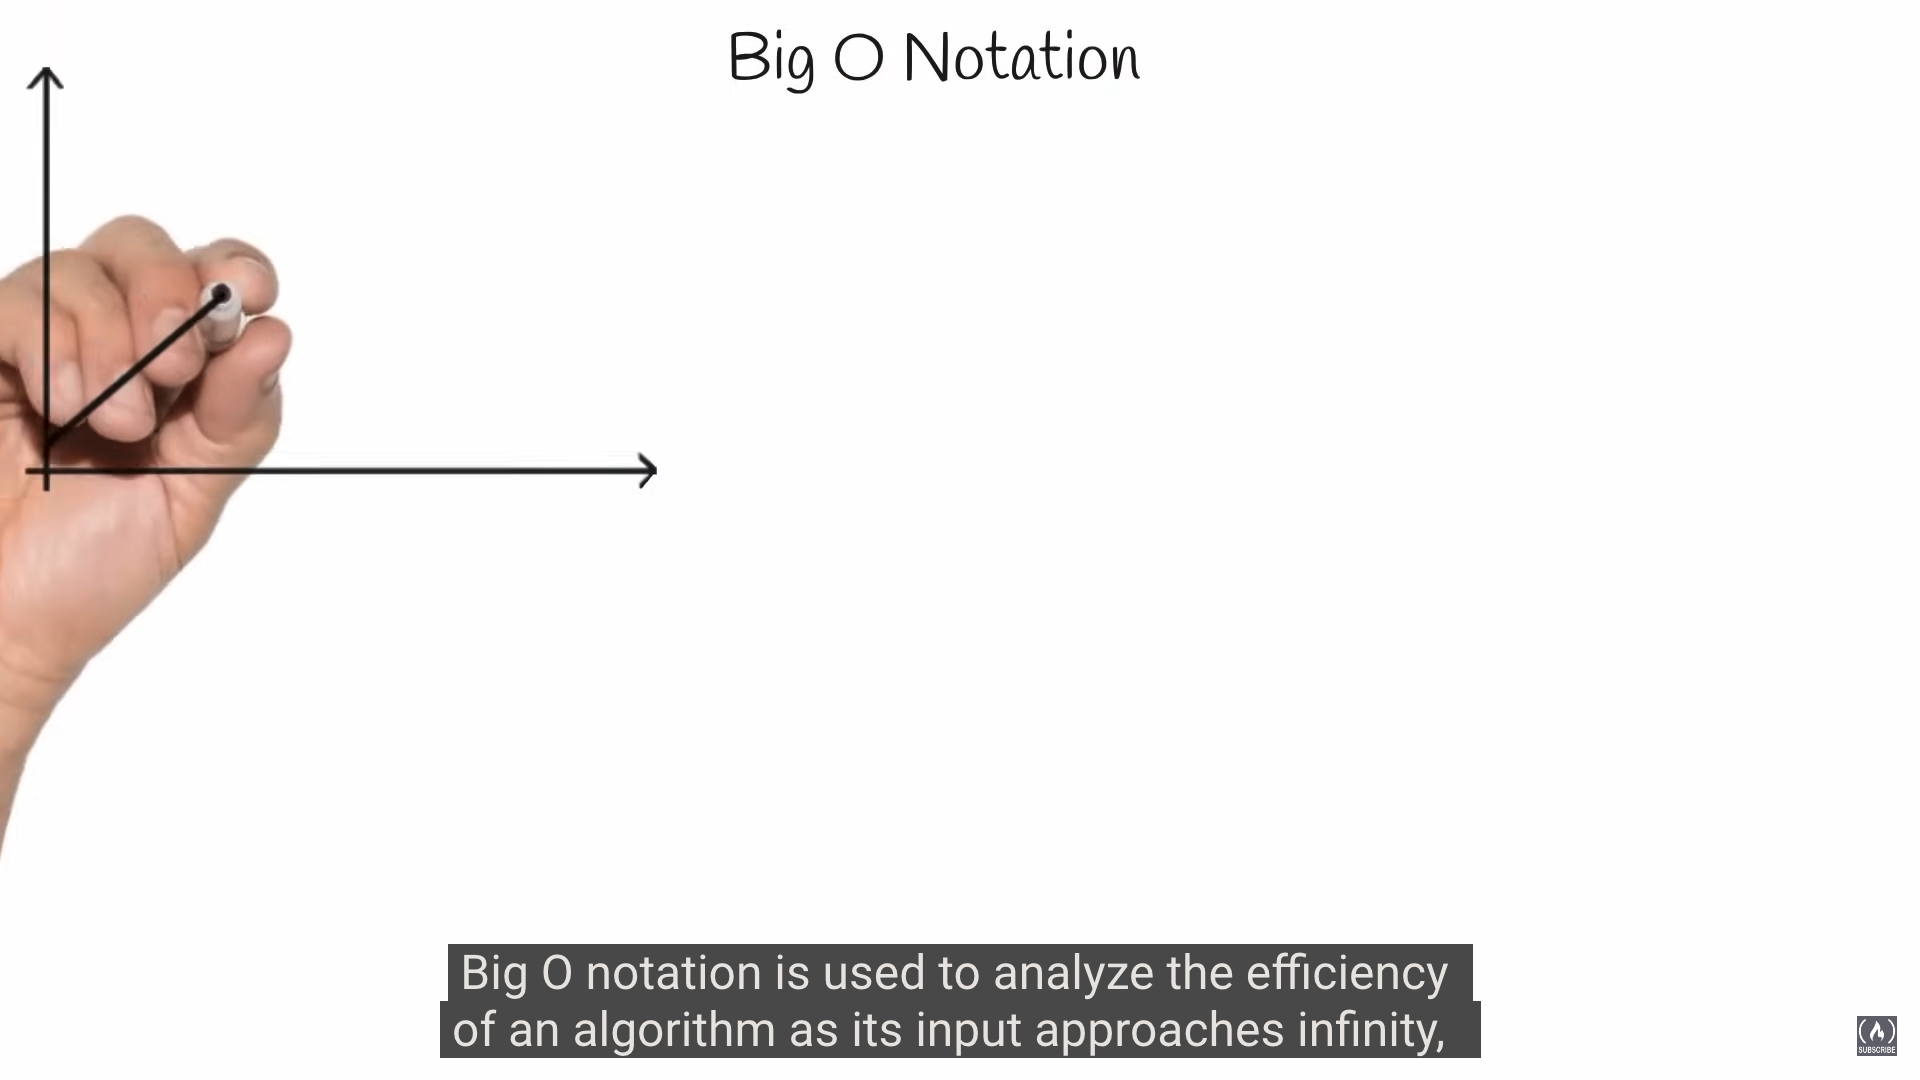 Big O Notation
Big O notation is used to analyze the efficiency
of an algorithm as its input approaches infinity,
SUBSCRIBE